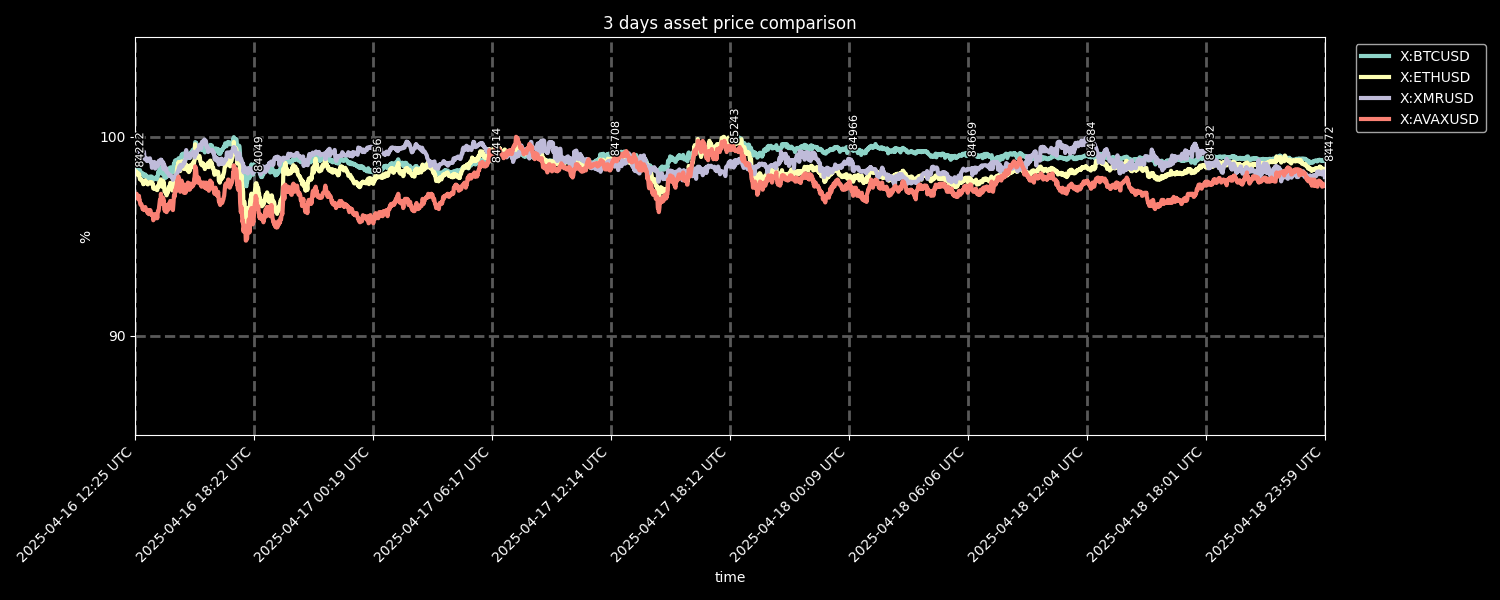 3 days asset price comparison
X:BTCUSD
X:ETHUSD
X:XMRUSD
X:AVAXUSD
100
90
%
84222
84049
83956
84414
84708
85243
84966
84669
84684
84532
84472
2025-04-16 12:25 UTC
2025-04-16 18:22 UTC
2025-04-17 00:19 UTC
2025-04-17 06:17 UTC
2025-04-17 12:14 UTC
2025-04-17 18:12 UTC
2025-04-18 00:09 UTC
2025-04-18 06:06 UTC
2025-04-18 12:04 UTC
2025-04-18 18:01 UTC
2025-04-18 23:59 UTC
time